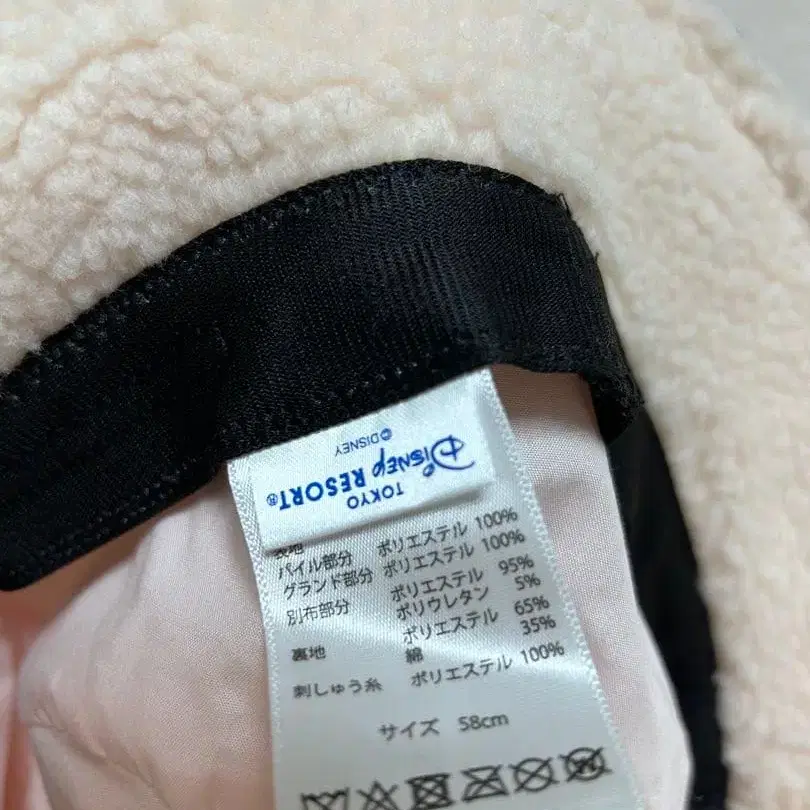 TOKYO
Disney RESORT®
© DISNEY
表地
パイル部分 ポリエステル 100%
グランド部分 ポリエステル 100%
別布部分 ポリエステル 95%
ポリウレタン 5%
裏地 ポリエステル 65%
綿 35%
刺しゅう糸 ポリエステル 100%
サイズ 58cm